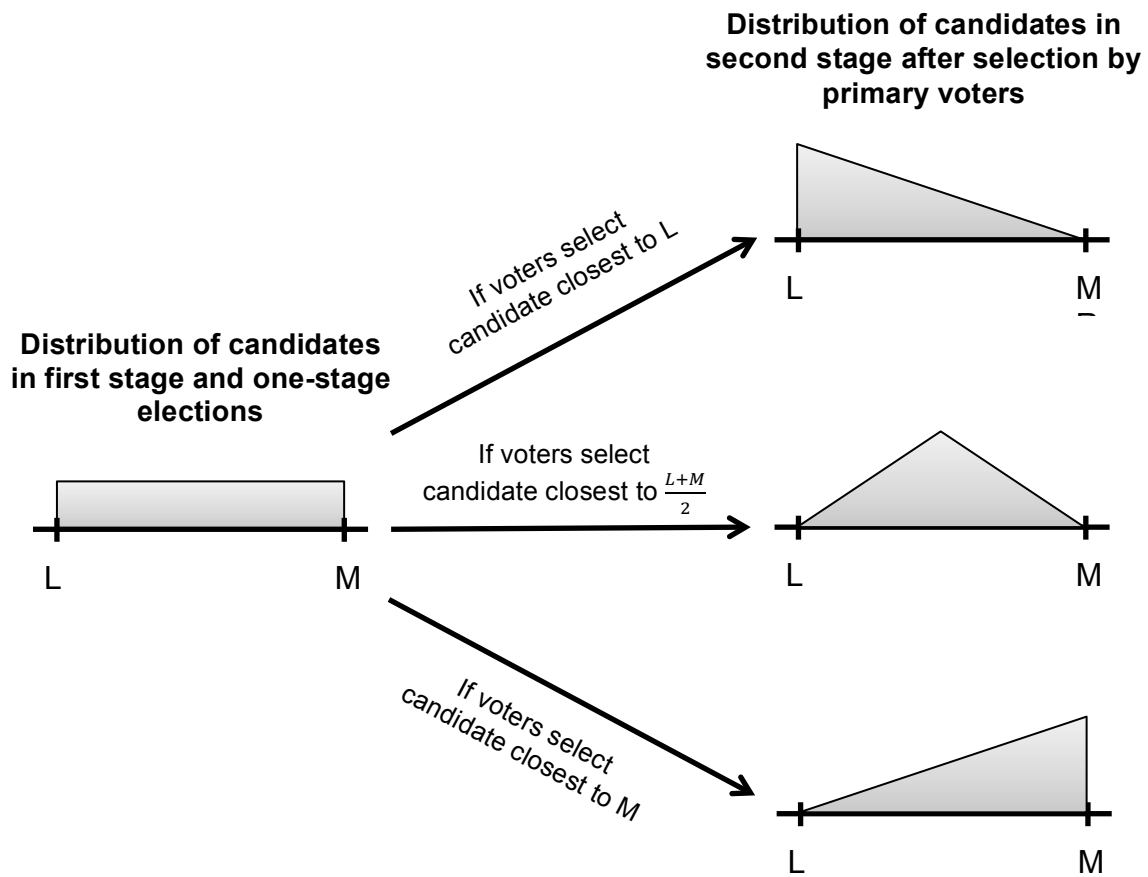 Distribution of candidates in
second stage after selection by
primary voters
If voters select
candidate closest to L
L
M
Distribution of candidates
in first stage and one-stage
elections
If voters select
candidate closest to \frac{L+M}{2}
L
M
L
M
If voters select
candidate closest to M
L
M